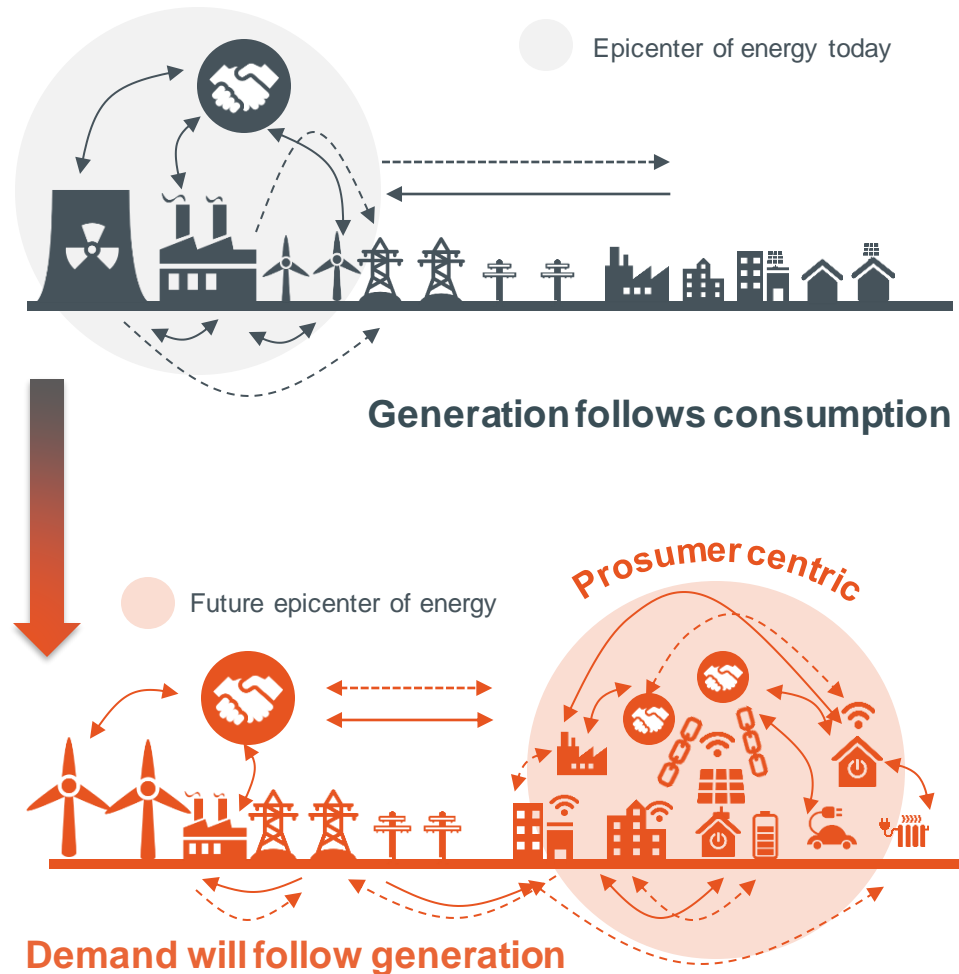 Epicenter of energy today
Generation follows consumption
Prosumer centric
Future epicenter of energy
Demand will follow generation